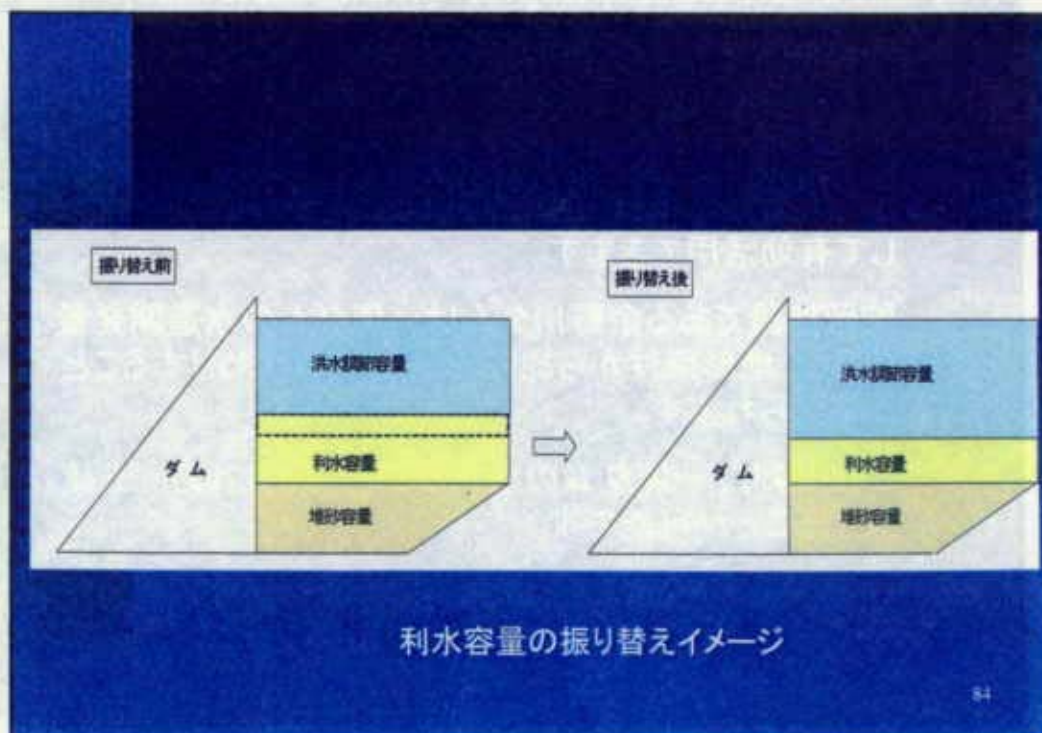 振り替え前
洪水調節容量
利水容量
堆砂容量
ダム
振り替え後
洪水調節容量
利水容量
堆砂容量
ダム
利水容量の振り替えイメージ
84